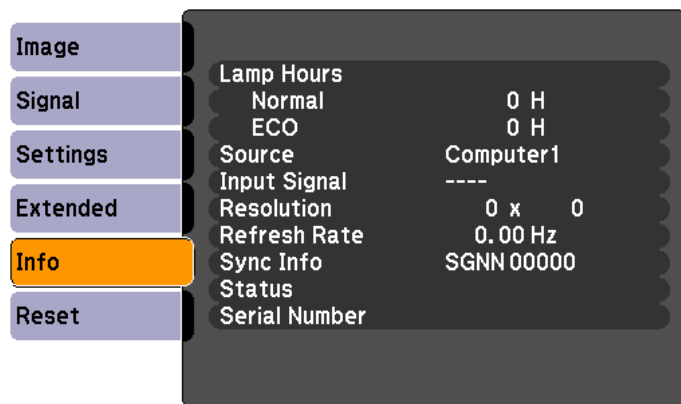 Image
Signal
Settings
Extended
Info
Reset
Lamp Hours
Normal 0 H
ECO 0 H
Source Computer1
Input Signal ----
Resolution 0 x 0
Refresh Rate 0.00 Hz
Sync Info SGNN 00000
Status
Serial Number